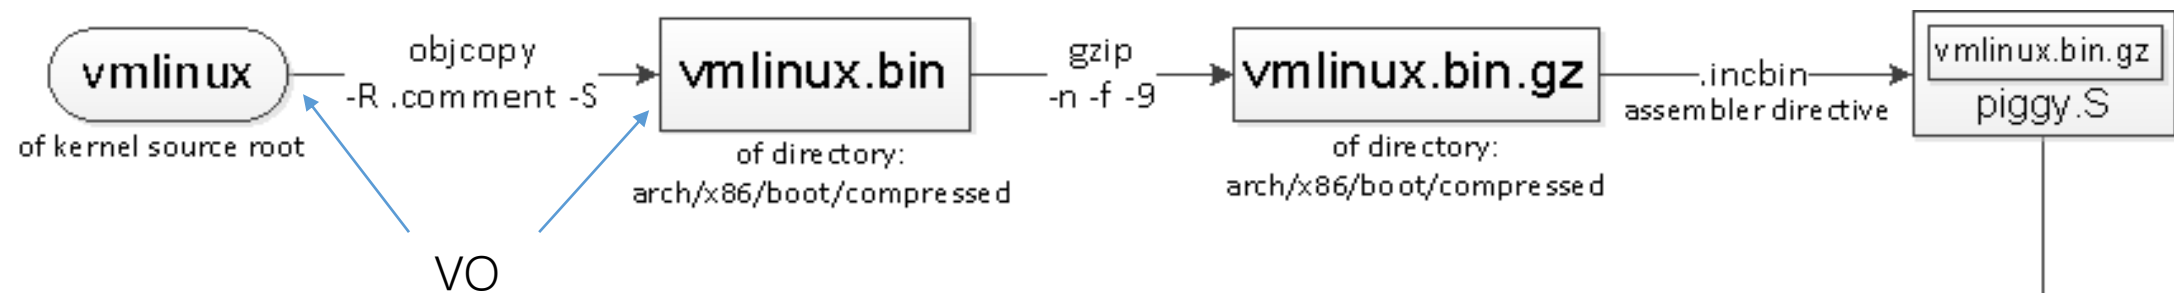 vmlinux
of kernel source root
objcopy
-R .comment -S
vmlinux.bin
of directory:
arch/x86/boot/compressed
gzip
-n -f -9
vmlinux.bin.gz
of directory:
arch/x86/boot/compressed
.incbin
assembler directive
vmlinux.bin.gz
piggy.S
VO